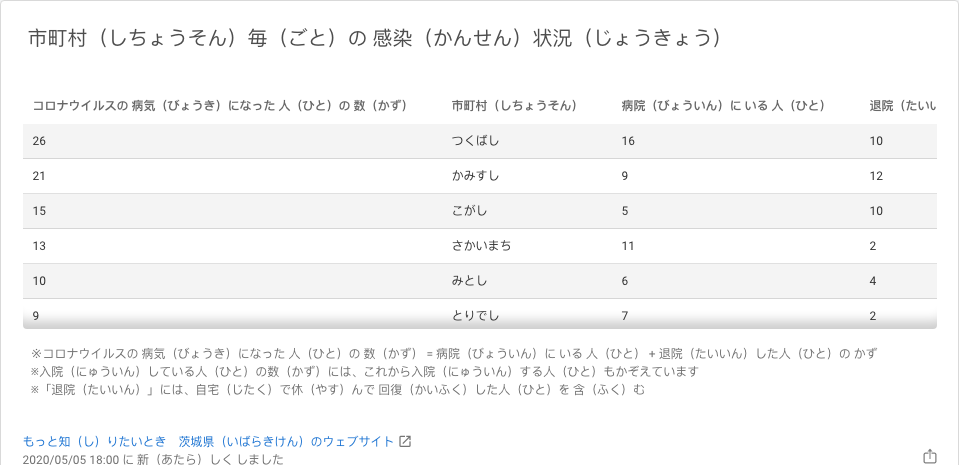 市町村（しちょうそん）毎（ごと）の 感染（かんせん）状況（じょうきょう）
コロナウイルスの 病気（びょうき）になった 人（ひと）の 数（かず） 市町村（しちょうそん） 病院（びょういん）に いる 人（ひと） 退院（たいい
26 つくばし 16 10
21 かみすし 9 12
15 こがし 5 10
13 さかいまち 11 2
10 みとし 6 4
9 とりでし 7 2
※コロナウイルスの 病気（びょうき）になった 人（ひと）の 数（かず） = 病院（びょういん）に いる 人（ひと） + 退院（たいいん）した人（ひと）の かず
※入院（にゅういん）している人（ひと）の数（かず）には、これから入院（にゅういん）する人（ひと）もかぞえています
※「退院（たいいん）」には、自宅（じたく）で休（やす）んで 回復（かいふく）した人（ひと）を 含（ふく）む
もっと知（し）りたいとき　茨城県（いばらきけん）のウェブサイト
2020/05/05 18:00 に 新（あたら）しく しました